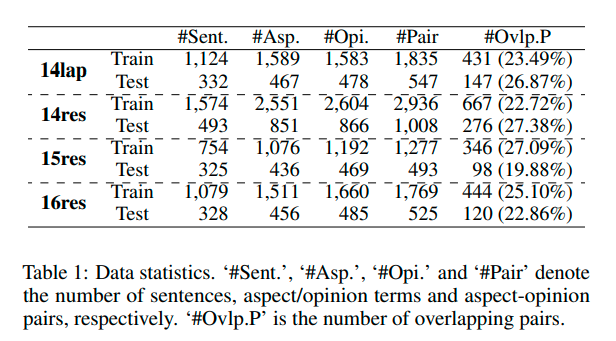 #Sent. #Asp. #Opi. #Pair #Ovlp.P
14lap Train 1,124 1,589 1,583 1,835 431 (23.49%)
Test 332 467 478 547 147 (26.87%)
14res Train 1,574 2,551 2,604 2,936 667 (22.72%)
Test 493 851 866 1,008 276 (27.38%)
15res Train 754 1,076 1,192 1,277 346 (27.09%)
Test 325 436 469 493 98 (19.88%)
16res Train 1,079 1,511 1,660 1,769 444 (25.10%)
Test 328 456 485 525 120 (22.86%)
Table 1: Data statistics. ‘#Sent.’, ‘#Asp.’, ‘#Opi.’ and ‘#Pair’ denote
the number of sentences, aspect/opinion terms and aspect-opinion
pairs, respectively. ‘#Ovlp.P’ is the number of overlapping pairs.